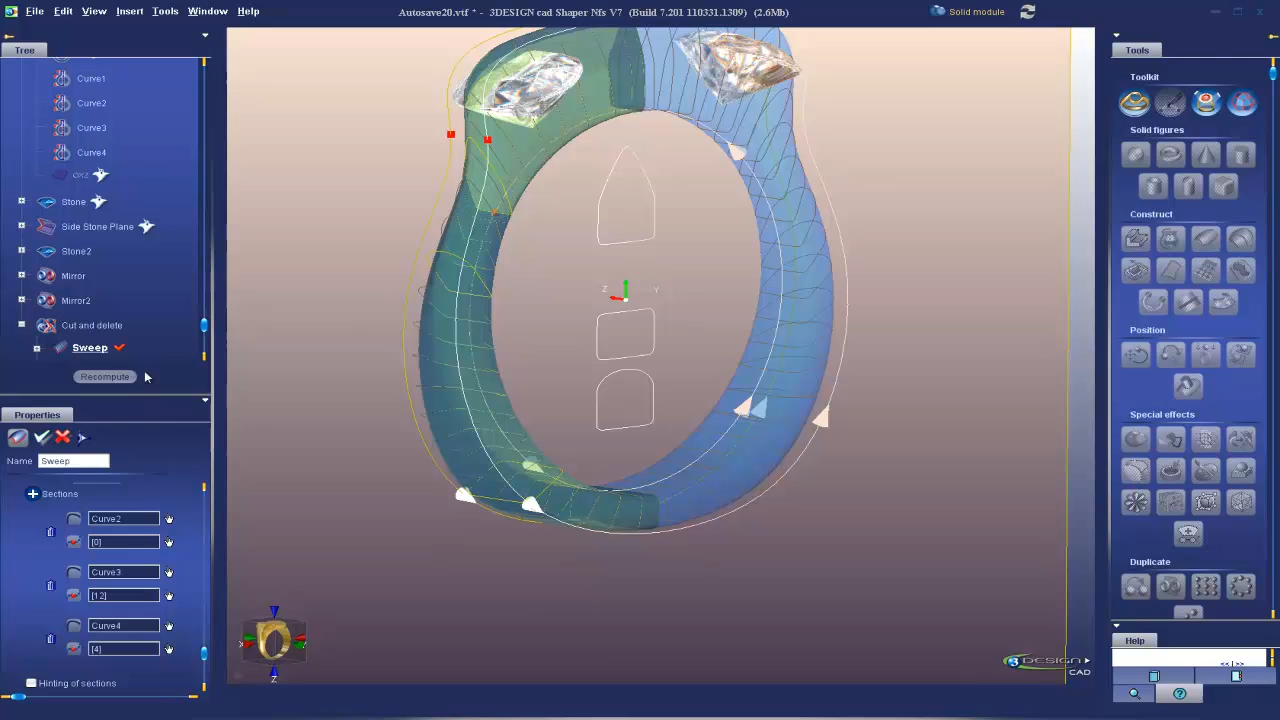 File Edit View Insert Tools Window Help
Autosave20.vtf * - 3DESIGN cad Shaper Nfs V7 (Build 7.201 110331.1309) (2.6Mb)
Solid module
Tree
Curve1
Curve2
Curve3
Curve4
OXZ
Stone
Side Stone Plane
Stone2
Mirror
Mirror2
Cut and delete
Sweep
Recompute
Properties
Name Sweep
Sections
Curve2
[0]
Curve3
[12]
Curve4
[4]
Hinting of sections
Z Y
X
Z
3DESIGN
CAD
Tools
Toolkit
Solid figures
Construct
Position
Special effects
Duplicate
Help
<< | >>